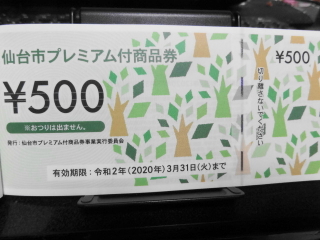 仙台市プレミアム付商品券
¥500
※おつりは出ません。
発行：仙台市プレミアム付商品券事業実行委員会
有効期限：令和2年(2020年)3月31日(火)まで
¥500
切り離さないでください